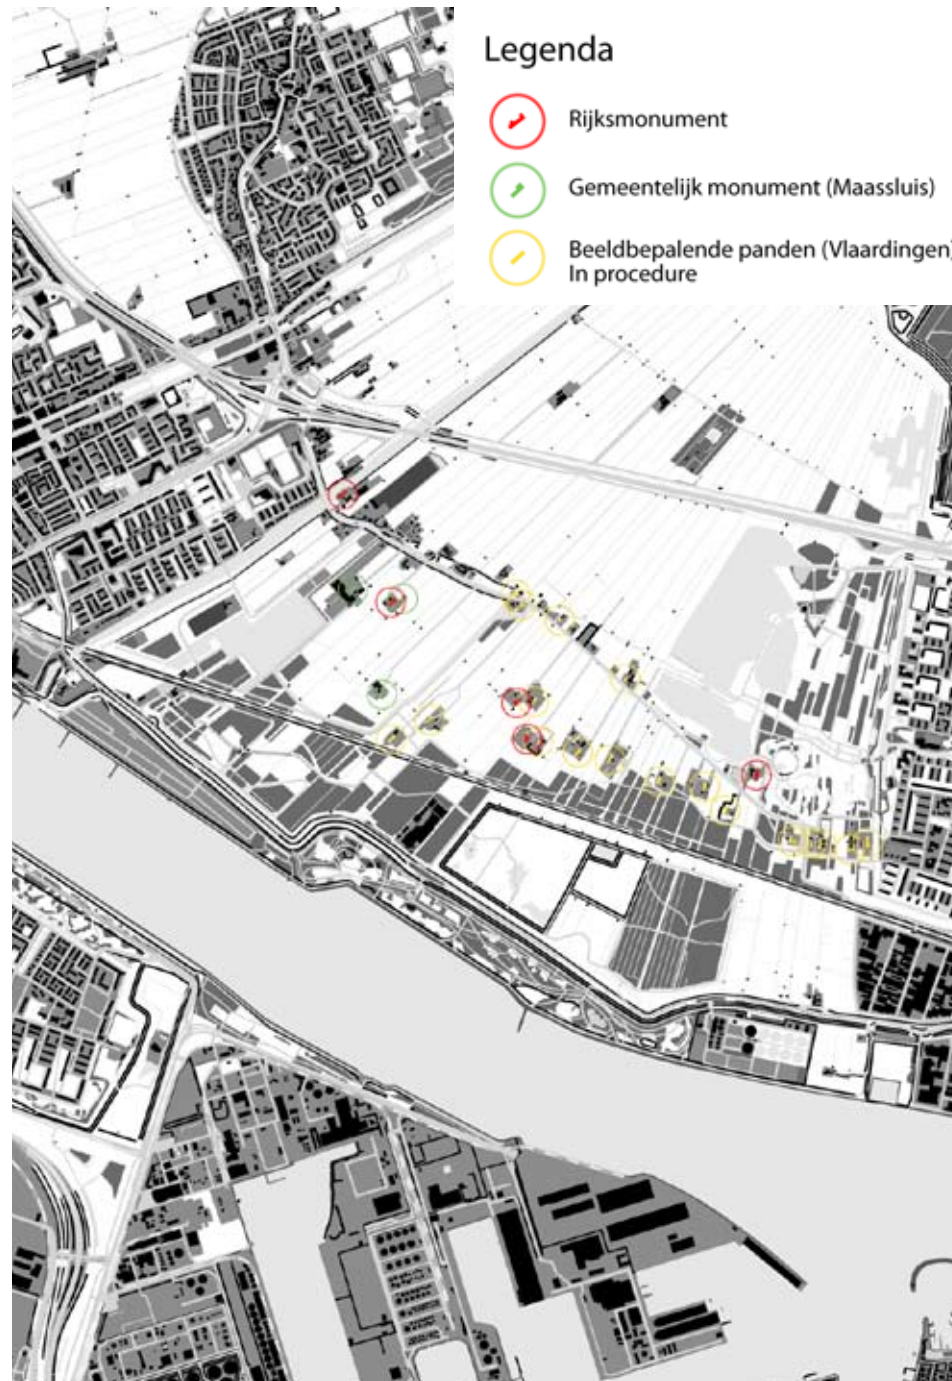 Legenda
Rijksmonument
Gemeentelijk monument (Maassluis)
Beeldbepalende panden (Vlaardingen)
In procedure